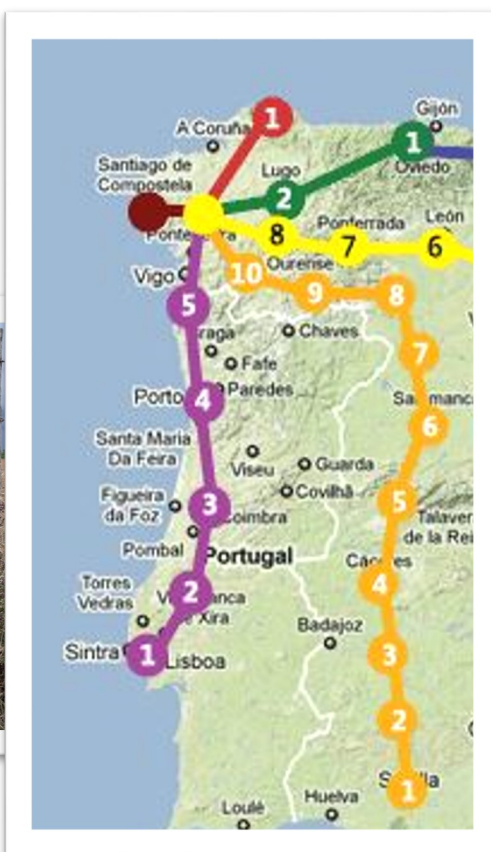 Gijón
1
A Coruña
1
Oviedo
Santiago de
Compostela
Lugo
2
Ponferrada
León
8
7
6
Ourense
10
9
8
Vigo
5
Chaves
7
Fafe
Porto
4
Paredes
6
Santa Maria
Da Feira
Viseu
Guarda
Covilhã
5
Figueira
da Foz
3
Coimbra
Pombal
Portugal
4
Torres
Vedras
2
e Xira
Badajoz
Sintra
1
Lisboa
3
2
1
Huelva
Loulé